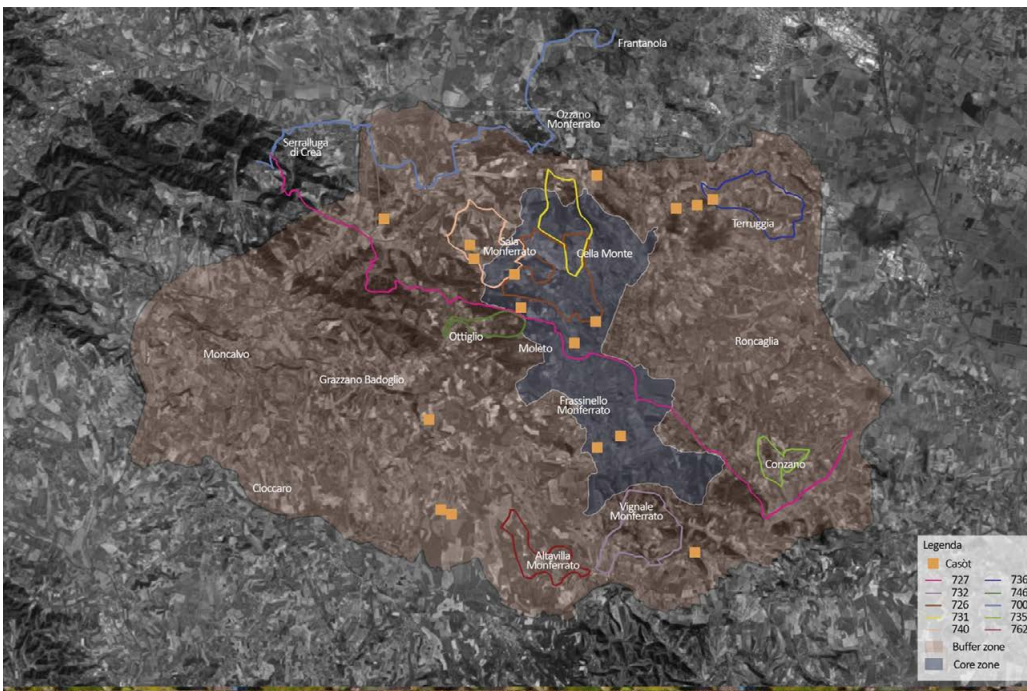 Frantanola
Ozzano
Monferrato
Serralluga
di Crea
Terruggia
Sala
Monferrato
Cella Monte
Ottiglio
Moleto
Roncaglia
Moncalvo
Grazzano Badoglio
Frassinello
Monferrato
Conzano
Cioccaro
Vignale
Monferrato
Altavilla
Monferrato
Legenda
Casòt
727 736
732 746
726 700
731 735
740 762
Buffer zone
Core zone